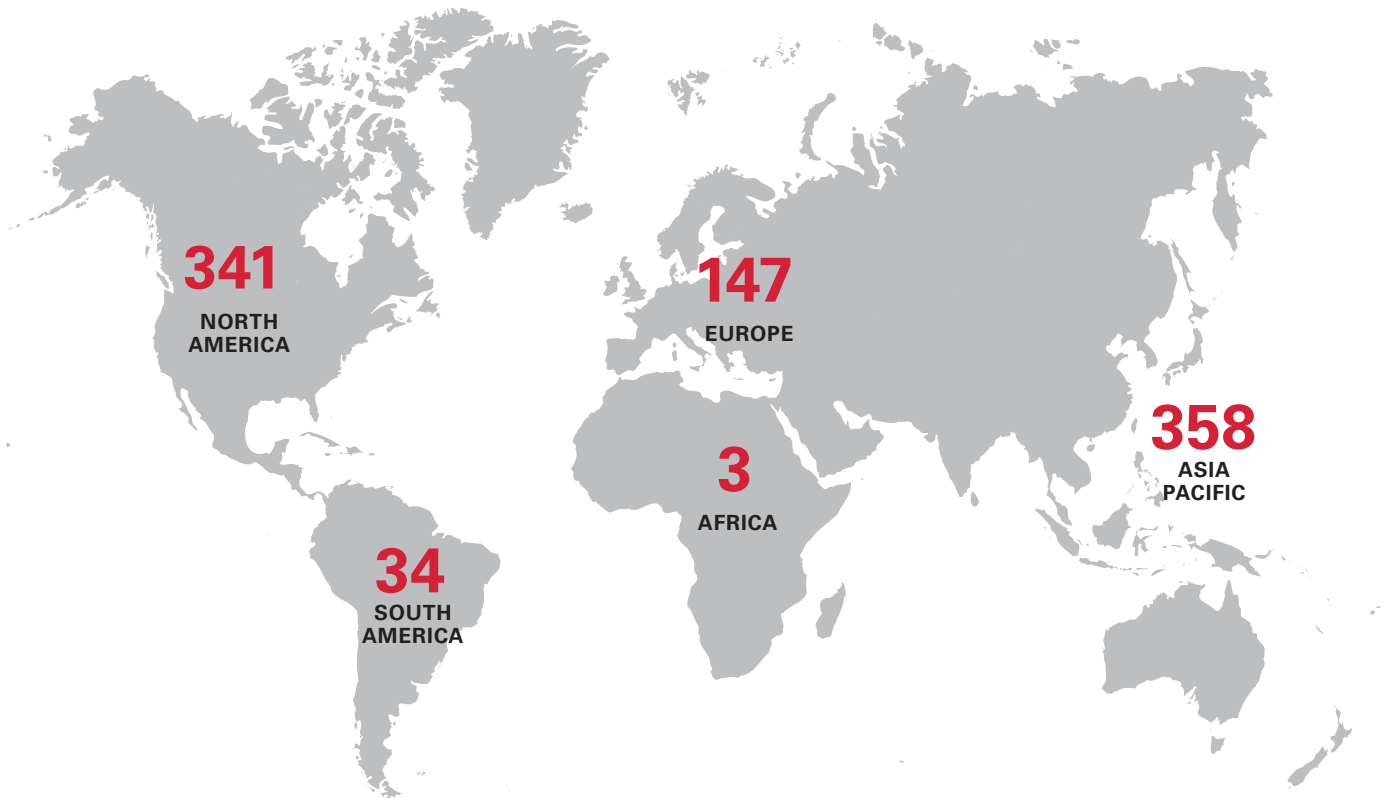 341
NORTH
AMERICA
147
EUROPE
358
ASIA
PACIFIC
3
AFRICA
34
SOUTH
AMERICA